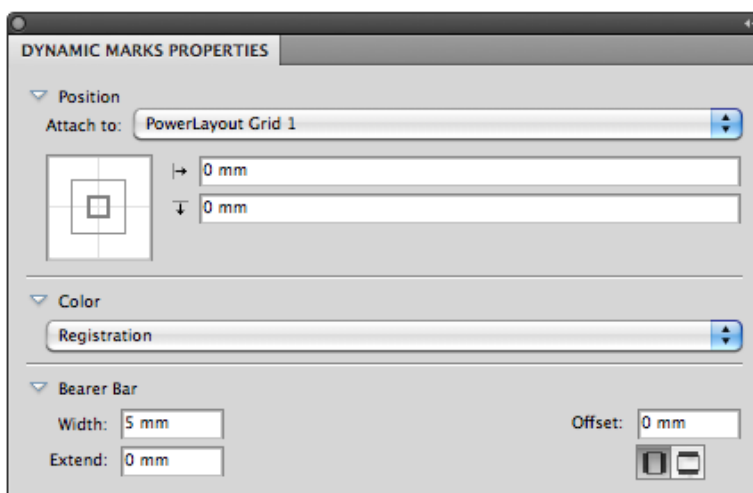 DYNAMIC MARKS PROPERTIES
Position
Attach to: PowerLayout Grid 1
0 mm
0 mm
Color
Registration
Bearer Bar
Width: 5 mm Offset: 0 mm
Extend: 0 mm